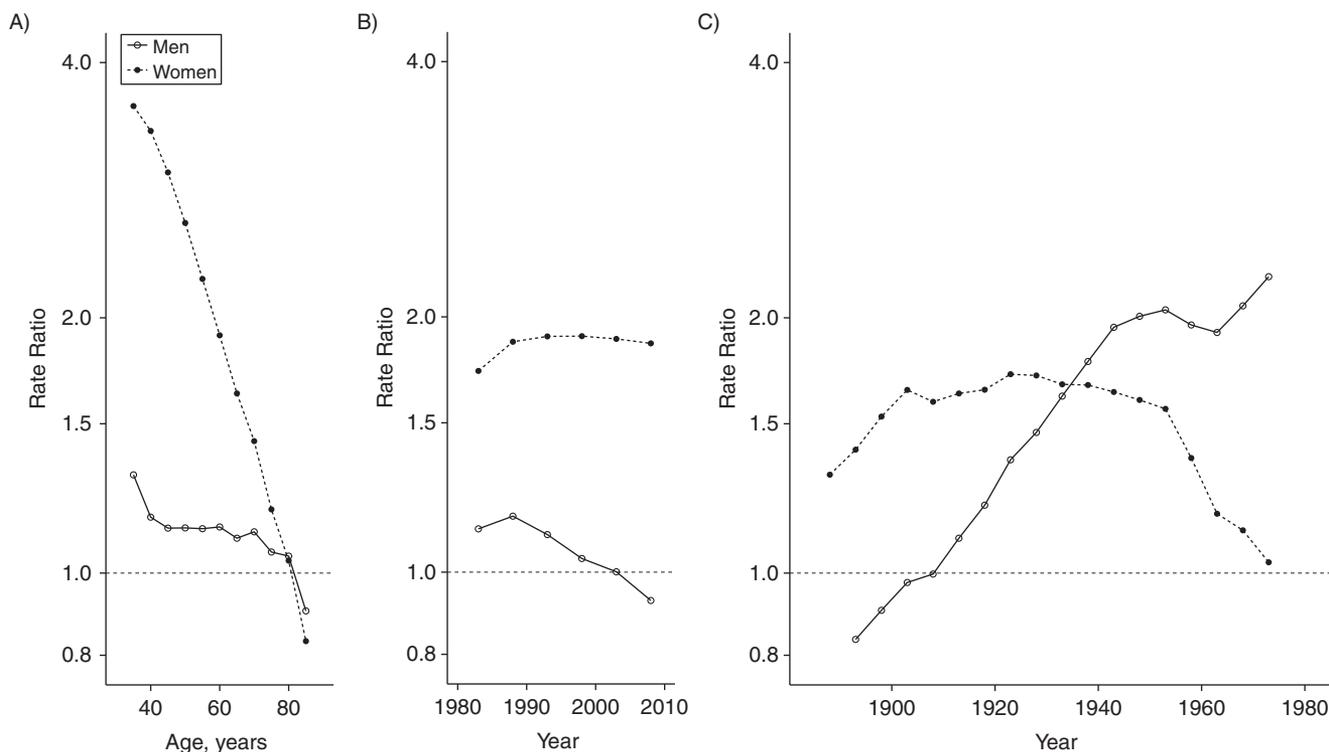 A)
Men
Women
4.0
2.0
1.5
1.0
0.8
Rate Ratio
40 60 80
Age, years
B)
4.0
2.0
1.5
1.0
0.8
Rate Ratio
1980 1990 2000 2010
Year
C)
4.0
2.0
1.5
1.0
0.8
Rate Ratio
1900 1920 1940 1960 1980
Year